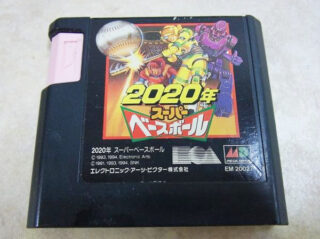 2020年
スーパー
ベースボール
2020年 スーパーベースボール
© 1993, 1994, Electronic Arts
© 1991, 1993, 1994, SNK
エレクトロニック・アーツ・ビクター株式会社
EM 20027